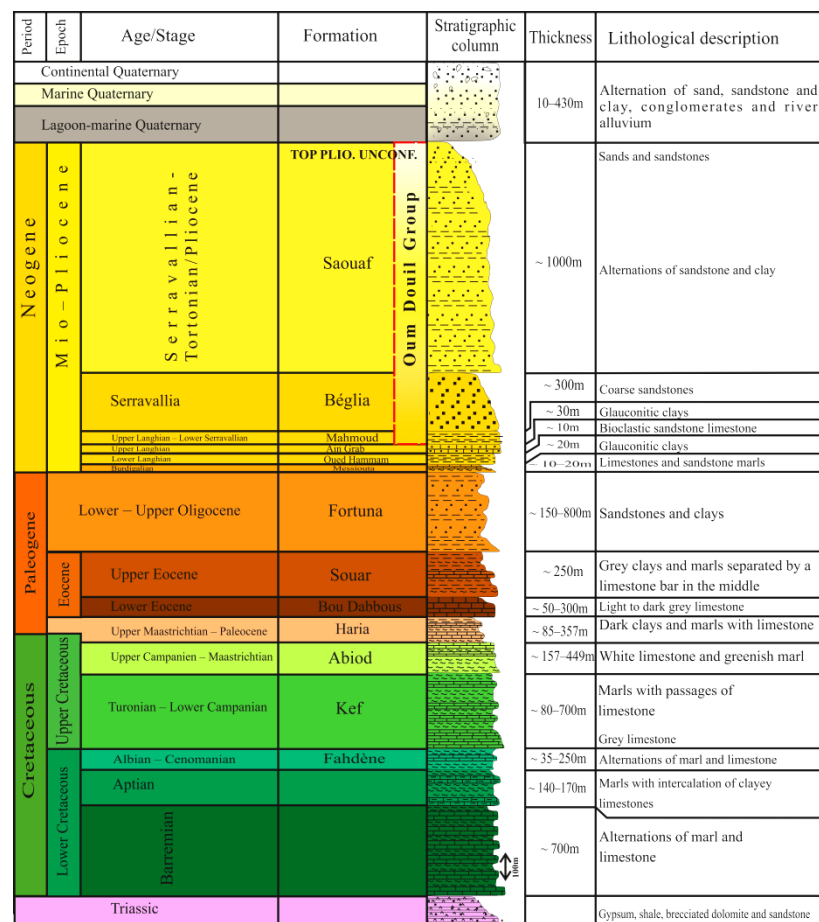 Period
Epoch
Age/Stage
Formation
Stratigraphic
column
Thickness
Lithological description
Continental Quaternary
Marine Quaternary
Lagoon-marine Quaternary
10–430m
Alternation of sand, sandstone and
clay, conglomerates and river
alluvium
Neogene
Mio – Pliocene
Serravallian-
Tortonian/Pliocene
TOP PLIO. UNCONF.
Saouaf
Oum Douil Group
~ 1000m
Sands and sandstones
Alternations of sandstone and clay
Serravallia
Béglia
~ 300m
Coarse sandstones
Upper Langhian – Lower Serravallian
Mahmoud
~ 30m
Glauconitic clays
Upper Langhian
Ain Grab
~ 10m
Bioclastic sandstone limestone
Lower Langhian
Oued Hammam
~ 20m
Glauconitic clays
Burdigalian
Messiouta
~ 10–20m
Limestones and sandstone marls
Paleogene
Lower – Upper Oligocene
Fortuna
~ 150–800m
Sandstones and clays
Eocene
Upper Eocene
Souar
~ 250m
Grey clays and marls separated by a
limestone bar in the middle
Lower Eocene
Bou Dabbous
~ 50–300m
Light to dark grey limestone
Upper Maastrichtian – Paleocene
Haria
~ 85–357m
Dark clays and marls with limestone
Cretaceous
Upper Cretaceous
Upper Campanien – Maastrichtian
Abiod
~ 157–449m
White limestone and greenish marl
Turonian – Lower Campanian
Kef
~ 80–700m
Marls with passages of
limestone
Grey limestone
Lower Cretaceous
Albian – Cenomanian
Fahdène
~ 35–250m
Alternations of marl and limestone
Aptian
~ 140–170m
Marls with intercalation of clayey
limestones
Barremian
100m
~ 700m
Alternations of marl and
limestone
Triassic
Gypsum, shale, brecciated dolomite and sandstone